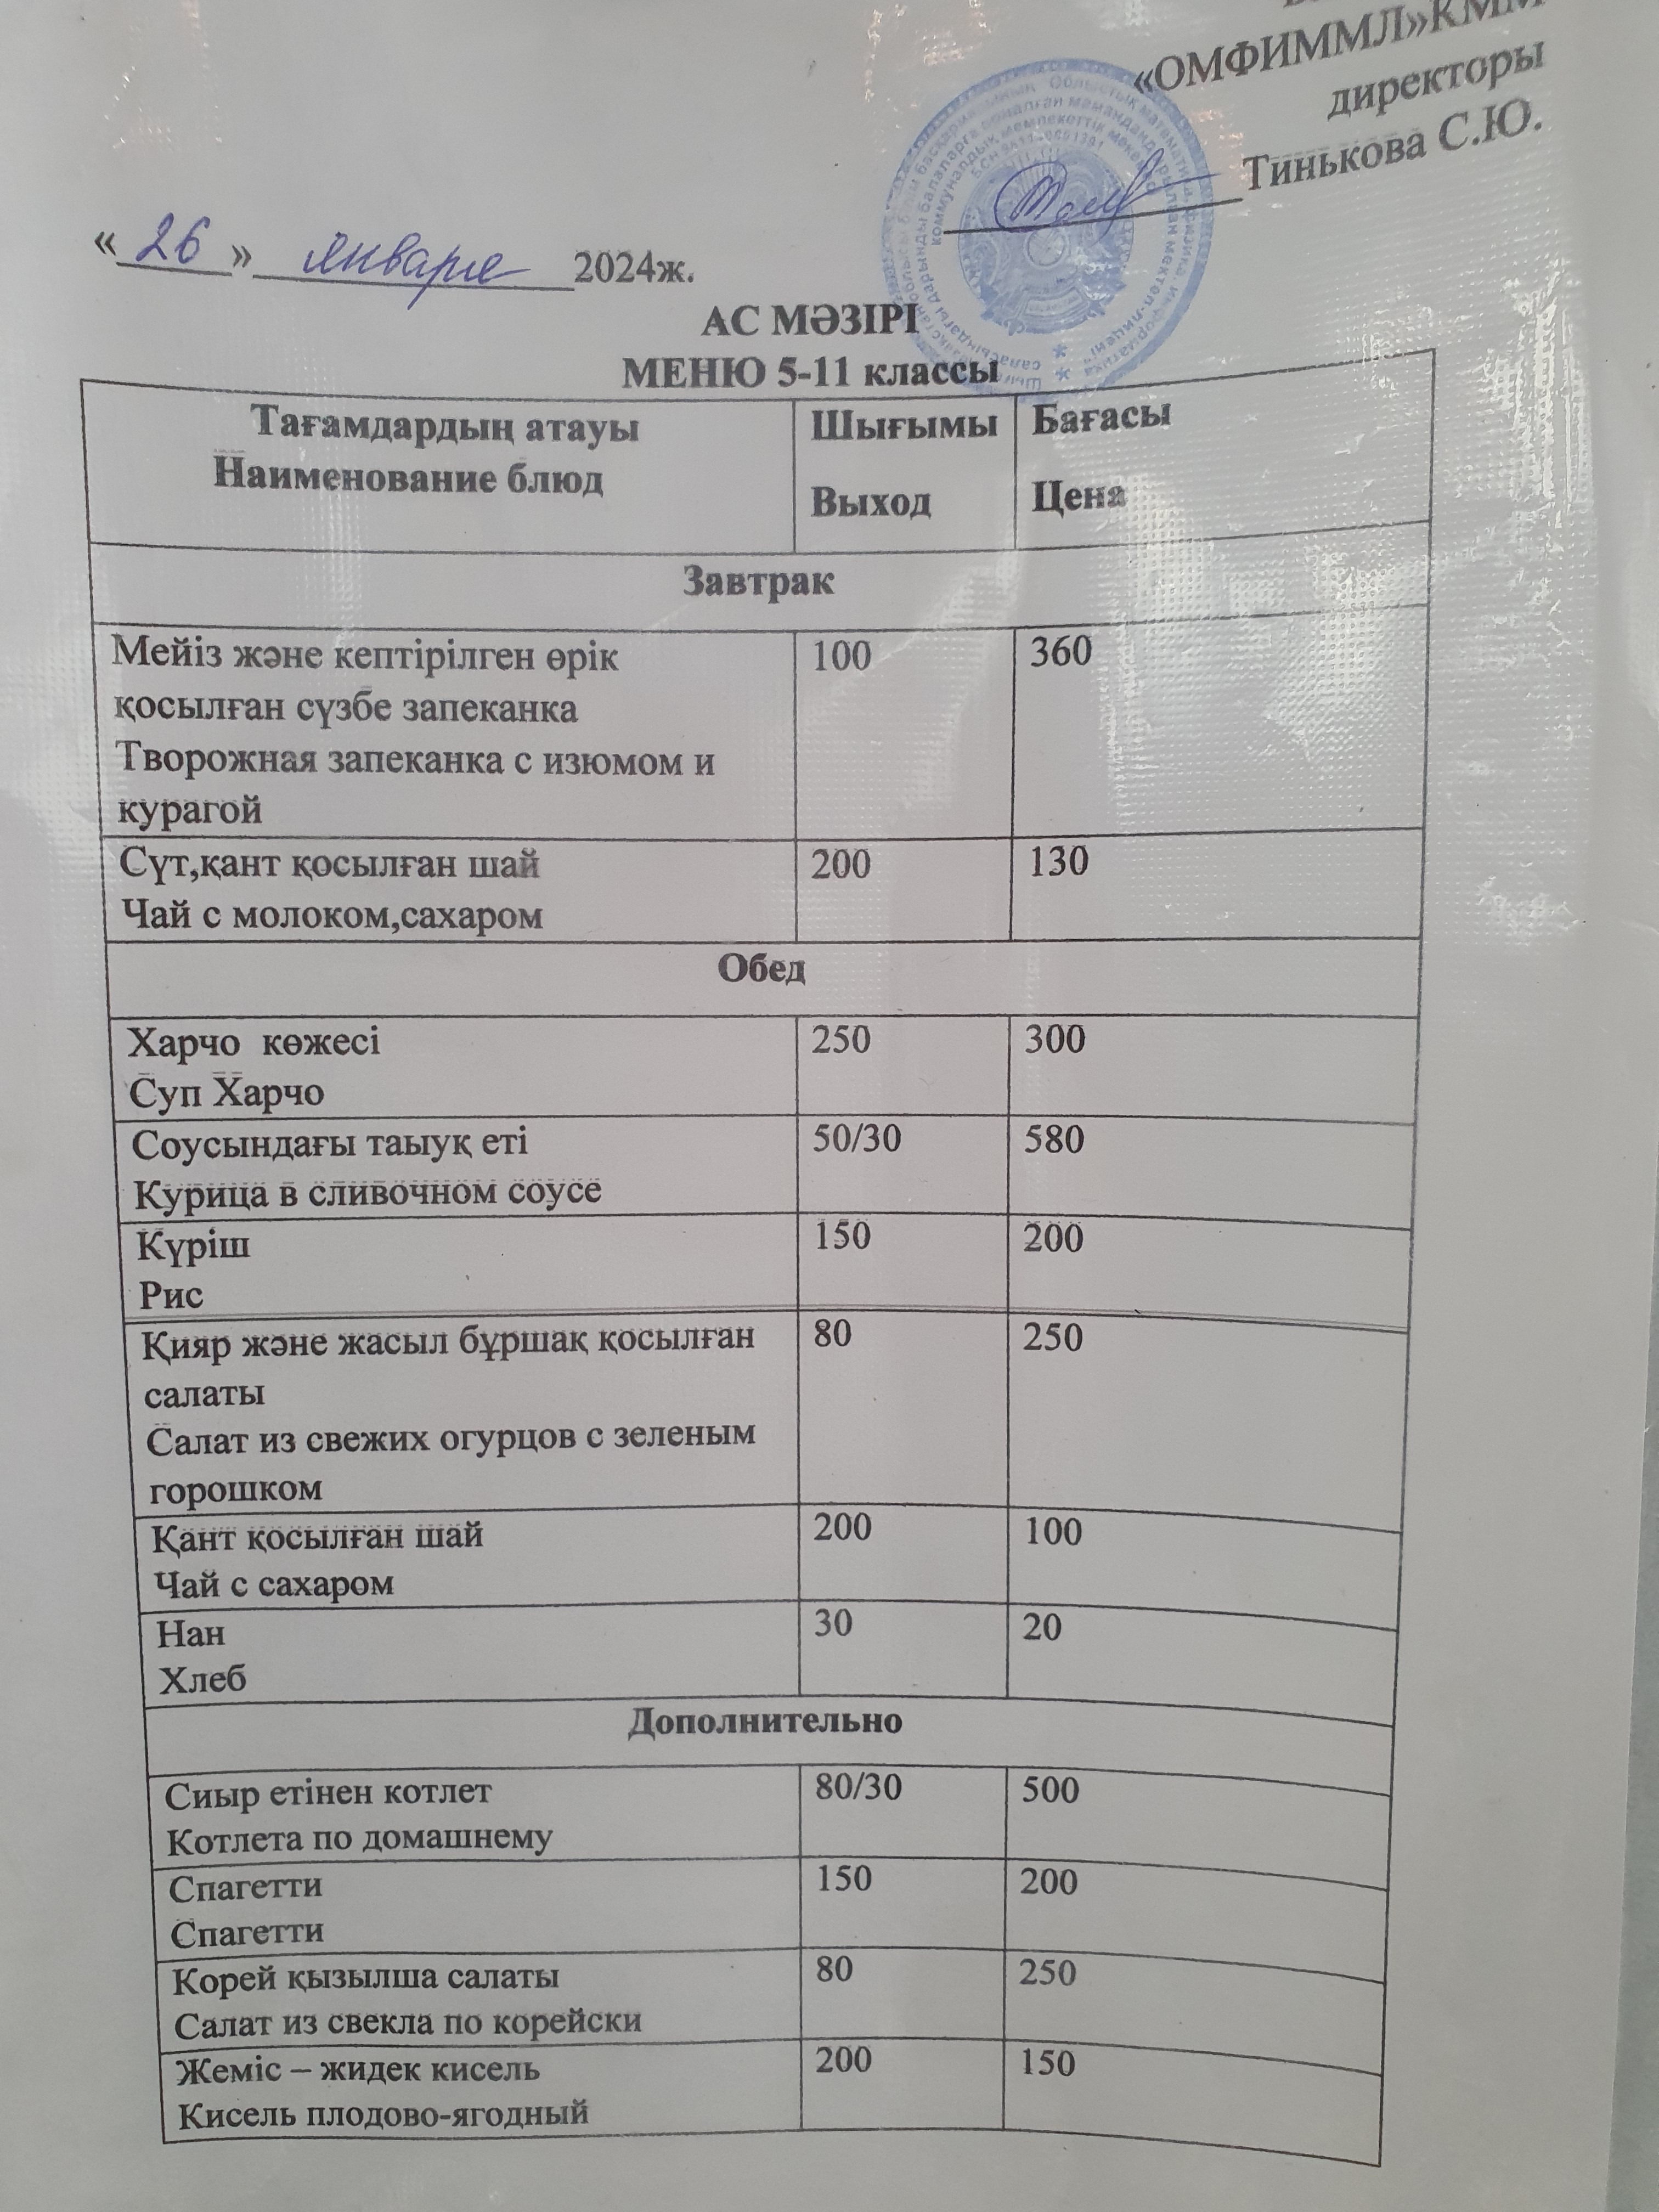 «ОМФИММЛ»КММ
директоры
Тинькова С.Ю.
«26» января 2024ж.
АС МӘЗІРІ
МЕНЮ 5-11 классы
Тағамдардың атауы
Наименование блюд
Шығымы
Выход
Бағасы
Цена
Завтрак
Мейіз және кептірілген өрік
қосылған сүзбе запеканка
Творожная запеканка с изюмом и
курагой
100
360
Сүт,қант қосылған шай
Чай с молоком,сахаром
200
130
Обед
Харчо көжесі
Суп Харчо
250
300
Соусындағы таыуқ еті
Курица в сливочном соусе
50/30
580
Күріш
Рис
150
200
Қияр және жасыл бұршақ қосылған
салаты
Салат из свежих огурцов с зеленым
горошком
80
250
Қант қосылған шай
Чай с сахаром
200
100
Нан
Хлеб
30
20
Дополнительно
Сиыр етінен котлет
Котлета по домашнему
80/30
500
Спагетти
Спагетти
150
200
Корей қызылша салаты
Салат из свекла по корейски
80
250
Жеміс – жидек кисель
Кисель плодово-ягодный
200
150